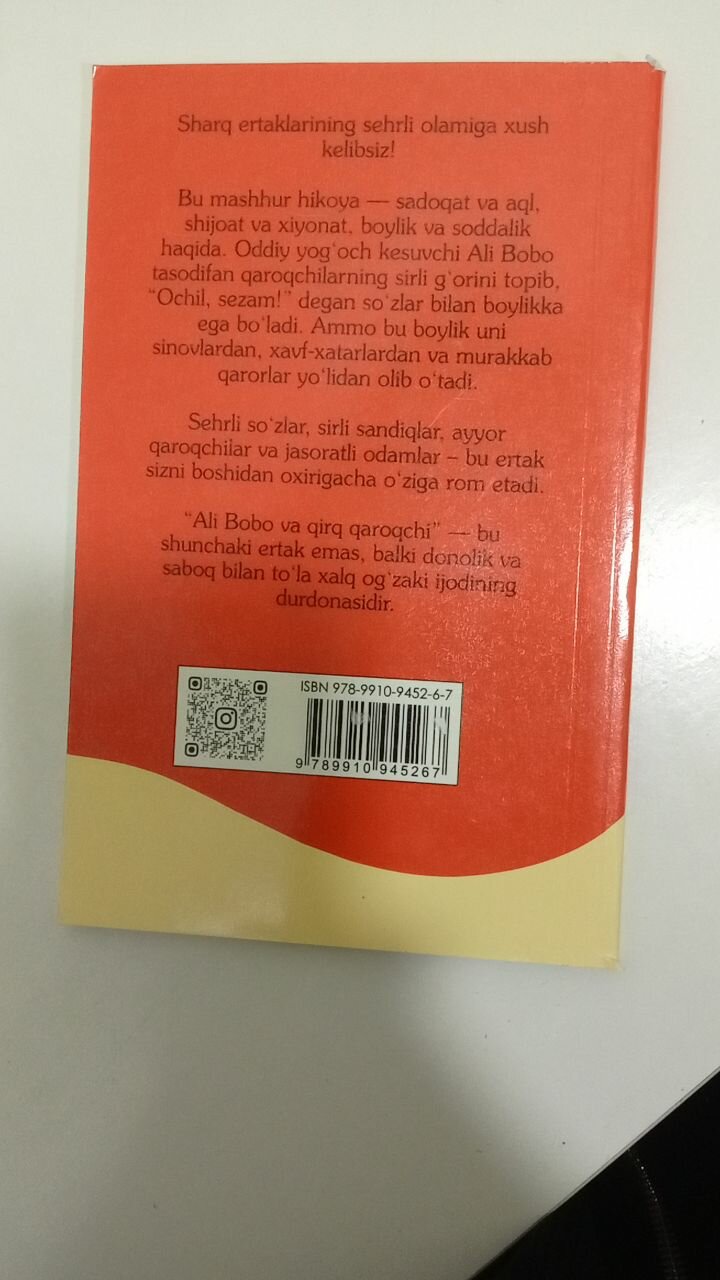 Sharq ertaklarining sehrli olamiga xush
kelibsiz!
Bu mashhur hikoya — sadoqat va aql,
shijoat va xiyonat, boylik va soddalik
haqida. Oddiy yog‘och kesuvchi Ali Bobo
tasodifan qaroqchilarning sirli g‘orini topib,
“Ochil, sezam!” degan so‘zlar bilan boylikka
ega bo‘ladi. Ammo bu boylik uni
sinovlardan, xavf-xatarlardan va murakkab
qarorlar yo‘lidan olib o‘tadi.
Sehrli so‘zlar, sirli sandiqlar, ayyor
qaroqchilar va jasoratli odamlar – bu ertak
sizni boshidan oxirigacha o‘ziga rom etadi.
“Ali Bobo va qirq qaroqchi” — bu
shunchaki ertak emas, balki donolik va
saboq bilan to‘la xalq og‘zaki ijodining
durdonasidir.
ISBN 978-9910-9452-6-7
9 789910 945267